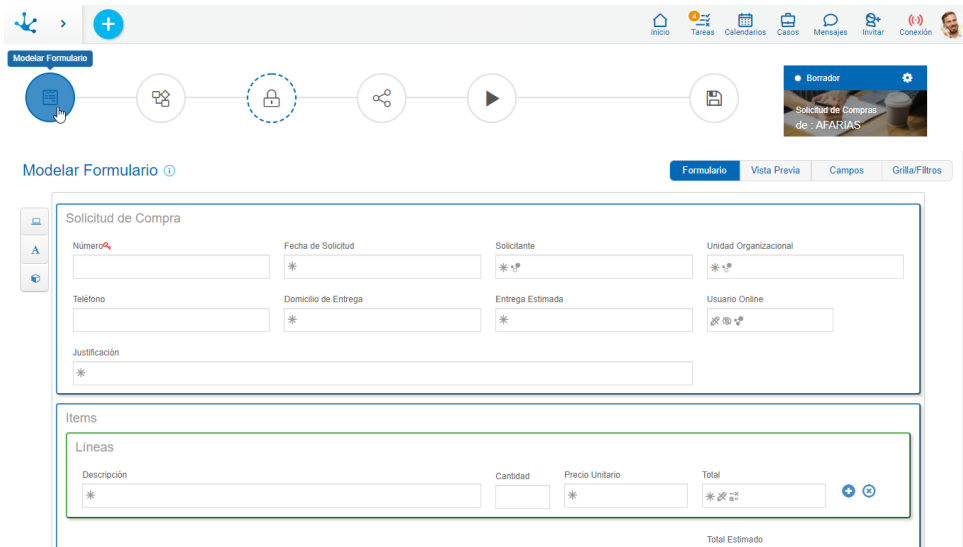 4
Inicio Tareas Calendarios Casos Mensajes Invitar Conexión
Modelar Formulario
Borrador
Solicitud de Compras
de : AFARIAS
Modelar Formulario
Formulario Vista Previa Campos Grilla/Filtros
Solicitud de Compra
Número Fecha de Solicitud Solicitante Unidad Organizacional
Teléfono Domicilio de Entrega Entrega Estimada Usuario Online
Justificación
Items
Líneas
Descripción Cantidad Precio Unitario Total
Total Estimado